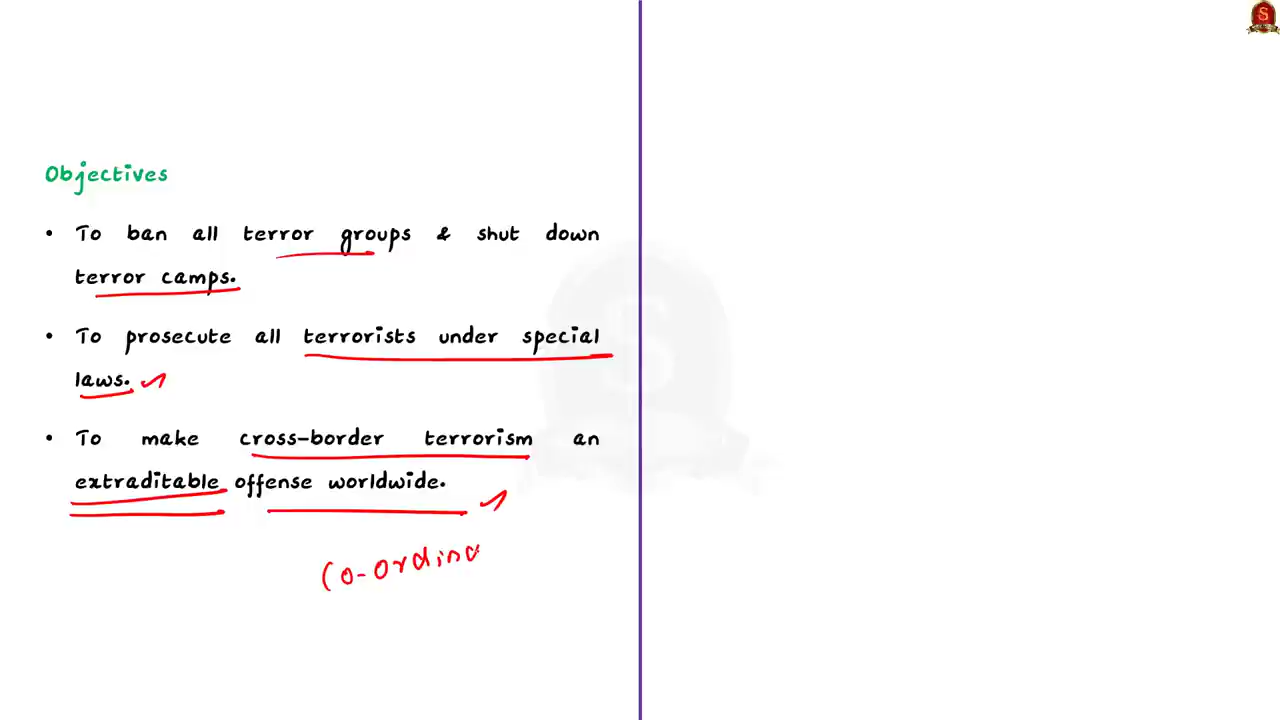 Objectives
• To ban all terror groups & shut down
terror camps.
• To prosecute all terrorists under special
laws.
• To make cross-border terrorism an
extraditable offense worldwide.
Co-ordina
S